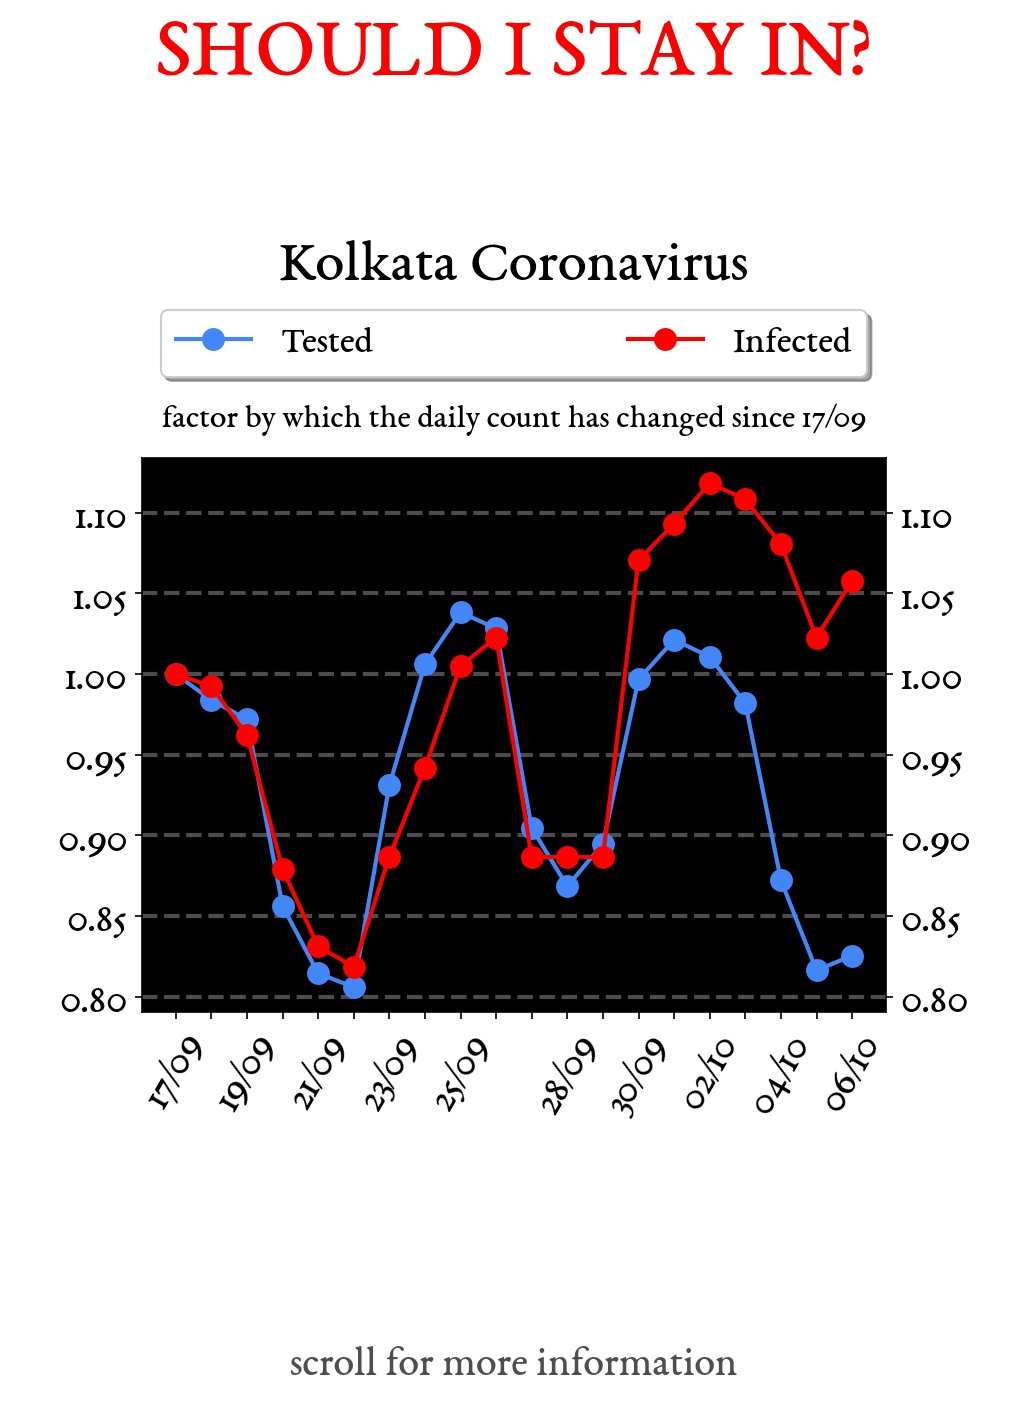 SHOULD I STAY IN?
Kolkata Coronavirus
Tested Infected
factor by which the daily count has changed since 17/09
1.10 1.10
1.05 1.05
1.00 1.00
0.95 0.95
0.90 0.90
0.85 0.85
0.80 0.80
17/09 19/09 21/09 23/09 25/09 28/09 30/09 02/10 04/10 06/10
scroll for more information